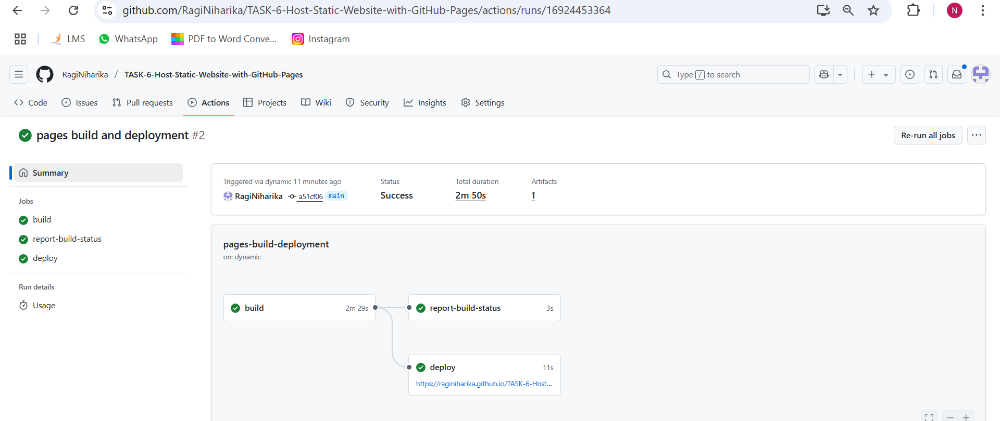 github.com/RagiNiharika/TASK-6-Host-Static-Website-with-GitHub-Pages/actions/runs/16924453364
N
LMS WhatsApp PDF to Word Conve... Instagram
RagiNiharika / TASK-6-Host-Static-Website-with-GitHub-Pages
Type / to search
Code Issues Pull requests Actions Projects Wiki Security Insights Settings
pages build and deployment #2
Re-run all jobs
Summary
Jobs
build
report-build-status
deploy
Run details
Usage
Triggered via dynamic 11 minutes ago
RagiNiharika a51cf06 main
Status
Success
Total duration
2m 50s
Artifacts
1
pages-build-deployment
on: dynamic
build 2m 29s
report-build-status 3s
deploy 11s
https://raginiharika.github.io/TASK-6-Host...